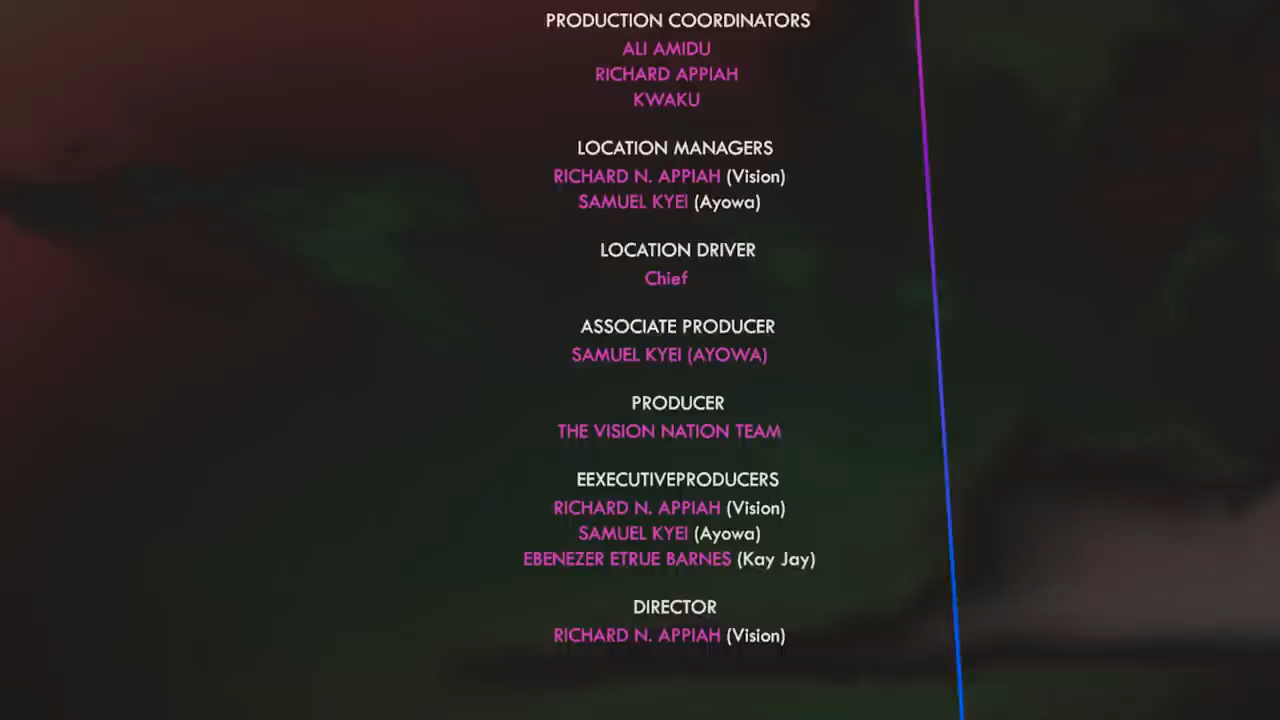 PRODUCTION COORDINATORS
ALI AMIDU
RICHARD APPIAH
KWAKU
LOCATION MANAGERS
RICHARD N. APPIAH (Vision)
SAMUEL KYEI (Ayowa)
LOCATION DRIVER
Chief
ASSOCIATE PRODUCER
SAMUEL KYEI (AYOWA)
PRODUCER
THE VISION NATION TEAM
EEXECUTIVEPRODUCERS
RICHARD N. APPIAH (Vision)
SAMUEL KYEI (Ayowa)
EBENEZER ETRUE BARNES (Kay Jay)
DIRECTOR
RICHARD N. APPIAH (Vision)